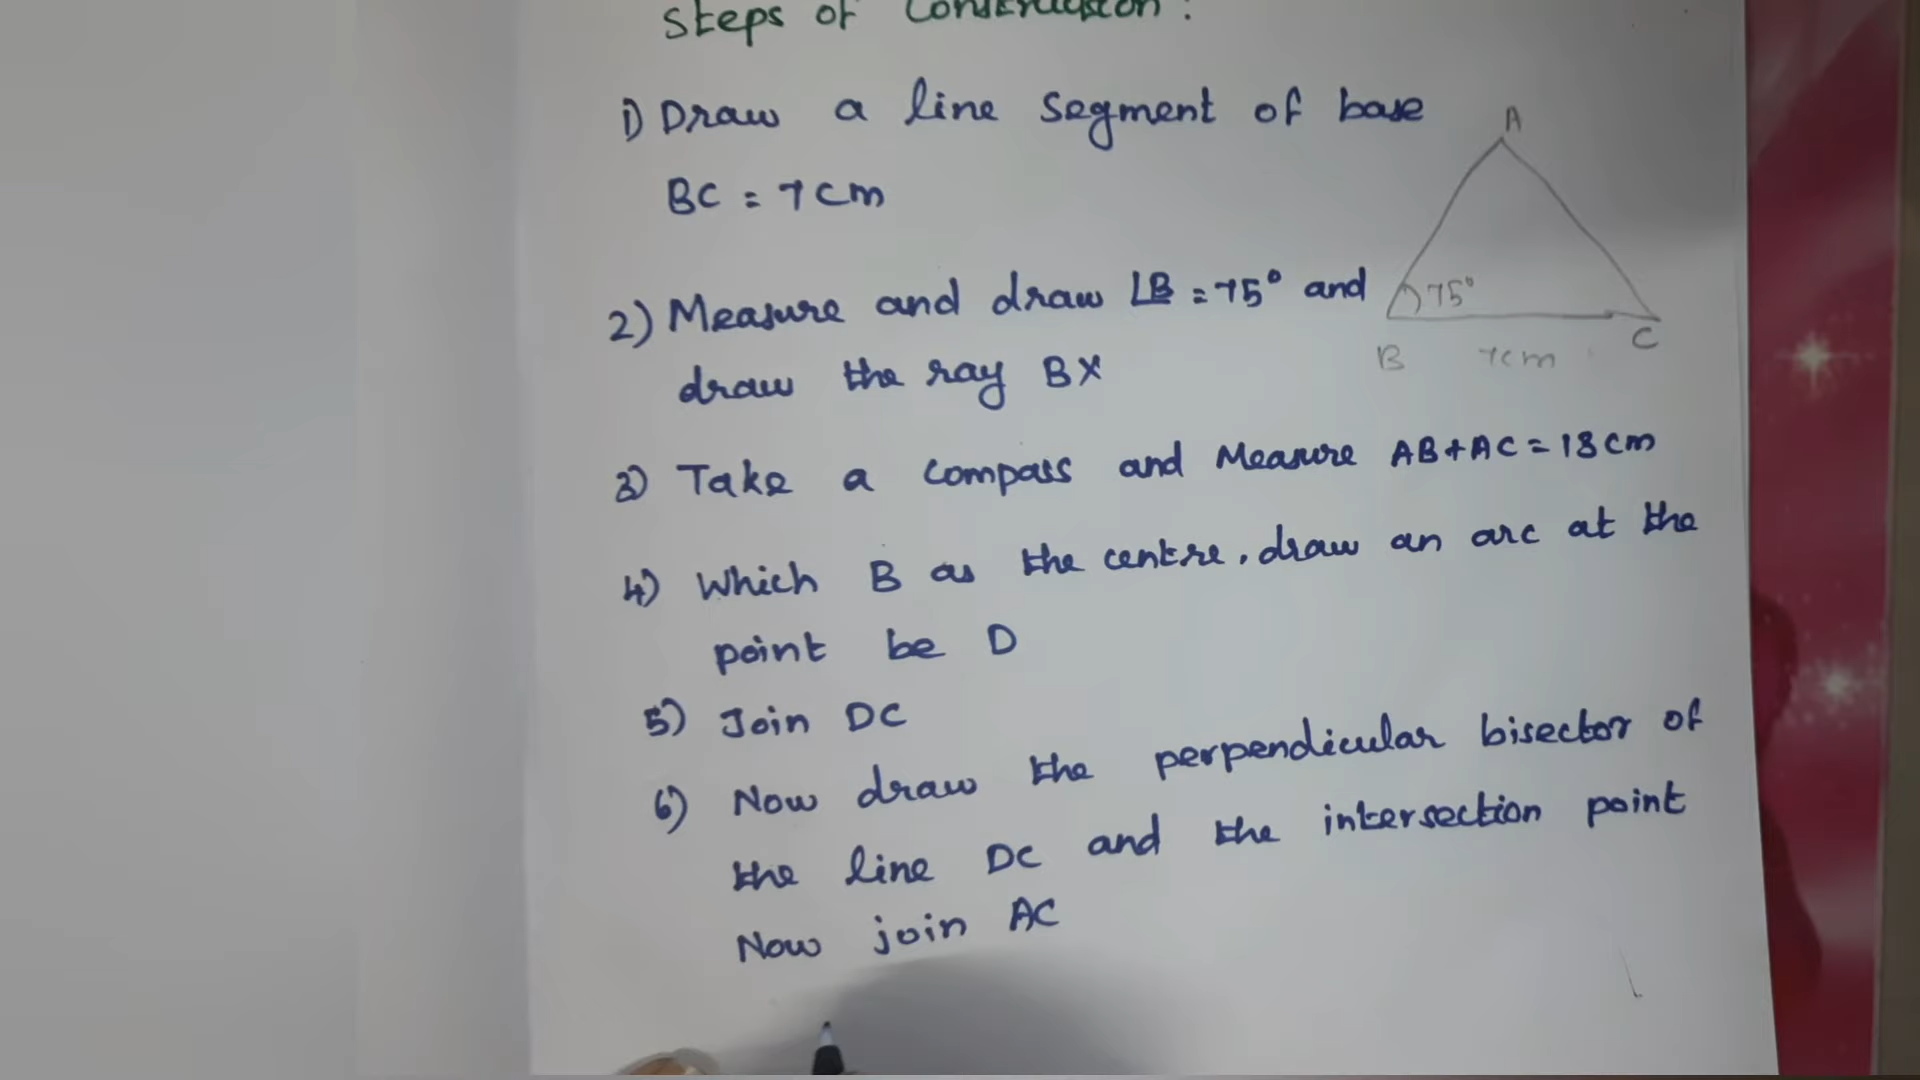 Steps of Construction :
1) Draw a line segment of base
BC = 7cm
2) Measure and draw ∠B = 75° and
draw the ray BX
3) Take a compass and Measure AB+AC = 13cm
4) Which B as the centre, draw an arc at the
point be D
5) Join DC
6) Now draw the perpendicular bisector of
the line DC and the intersection point
Now join AC
A
75°
B 7cm C